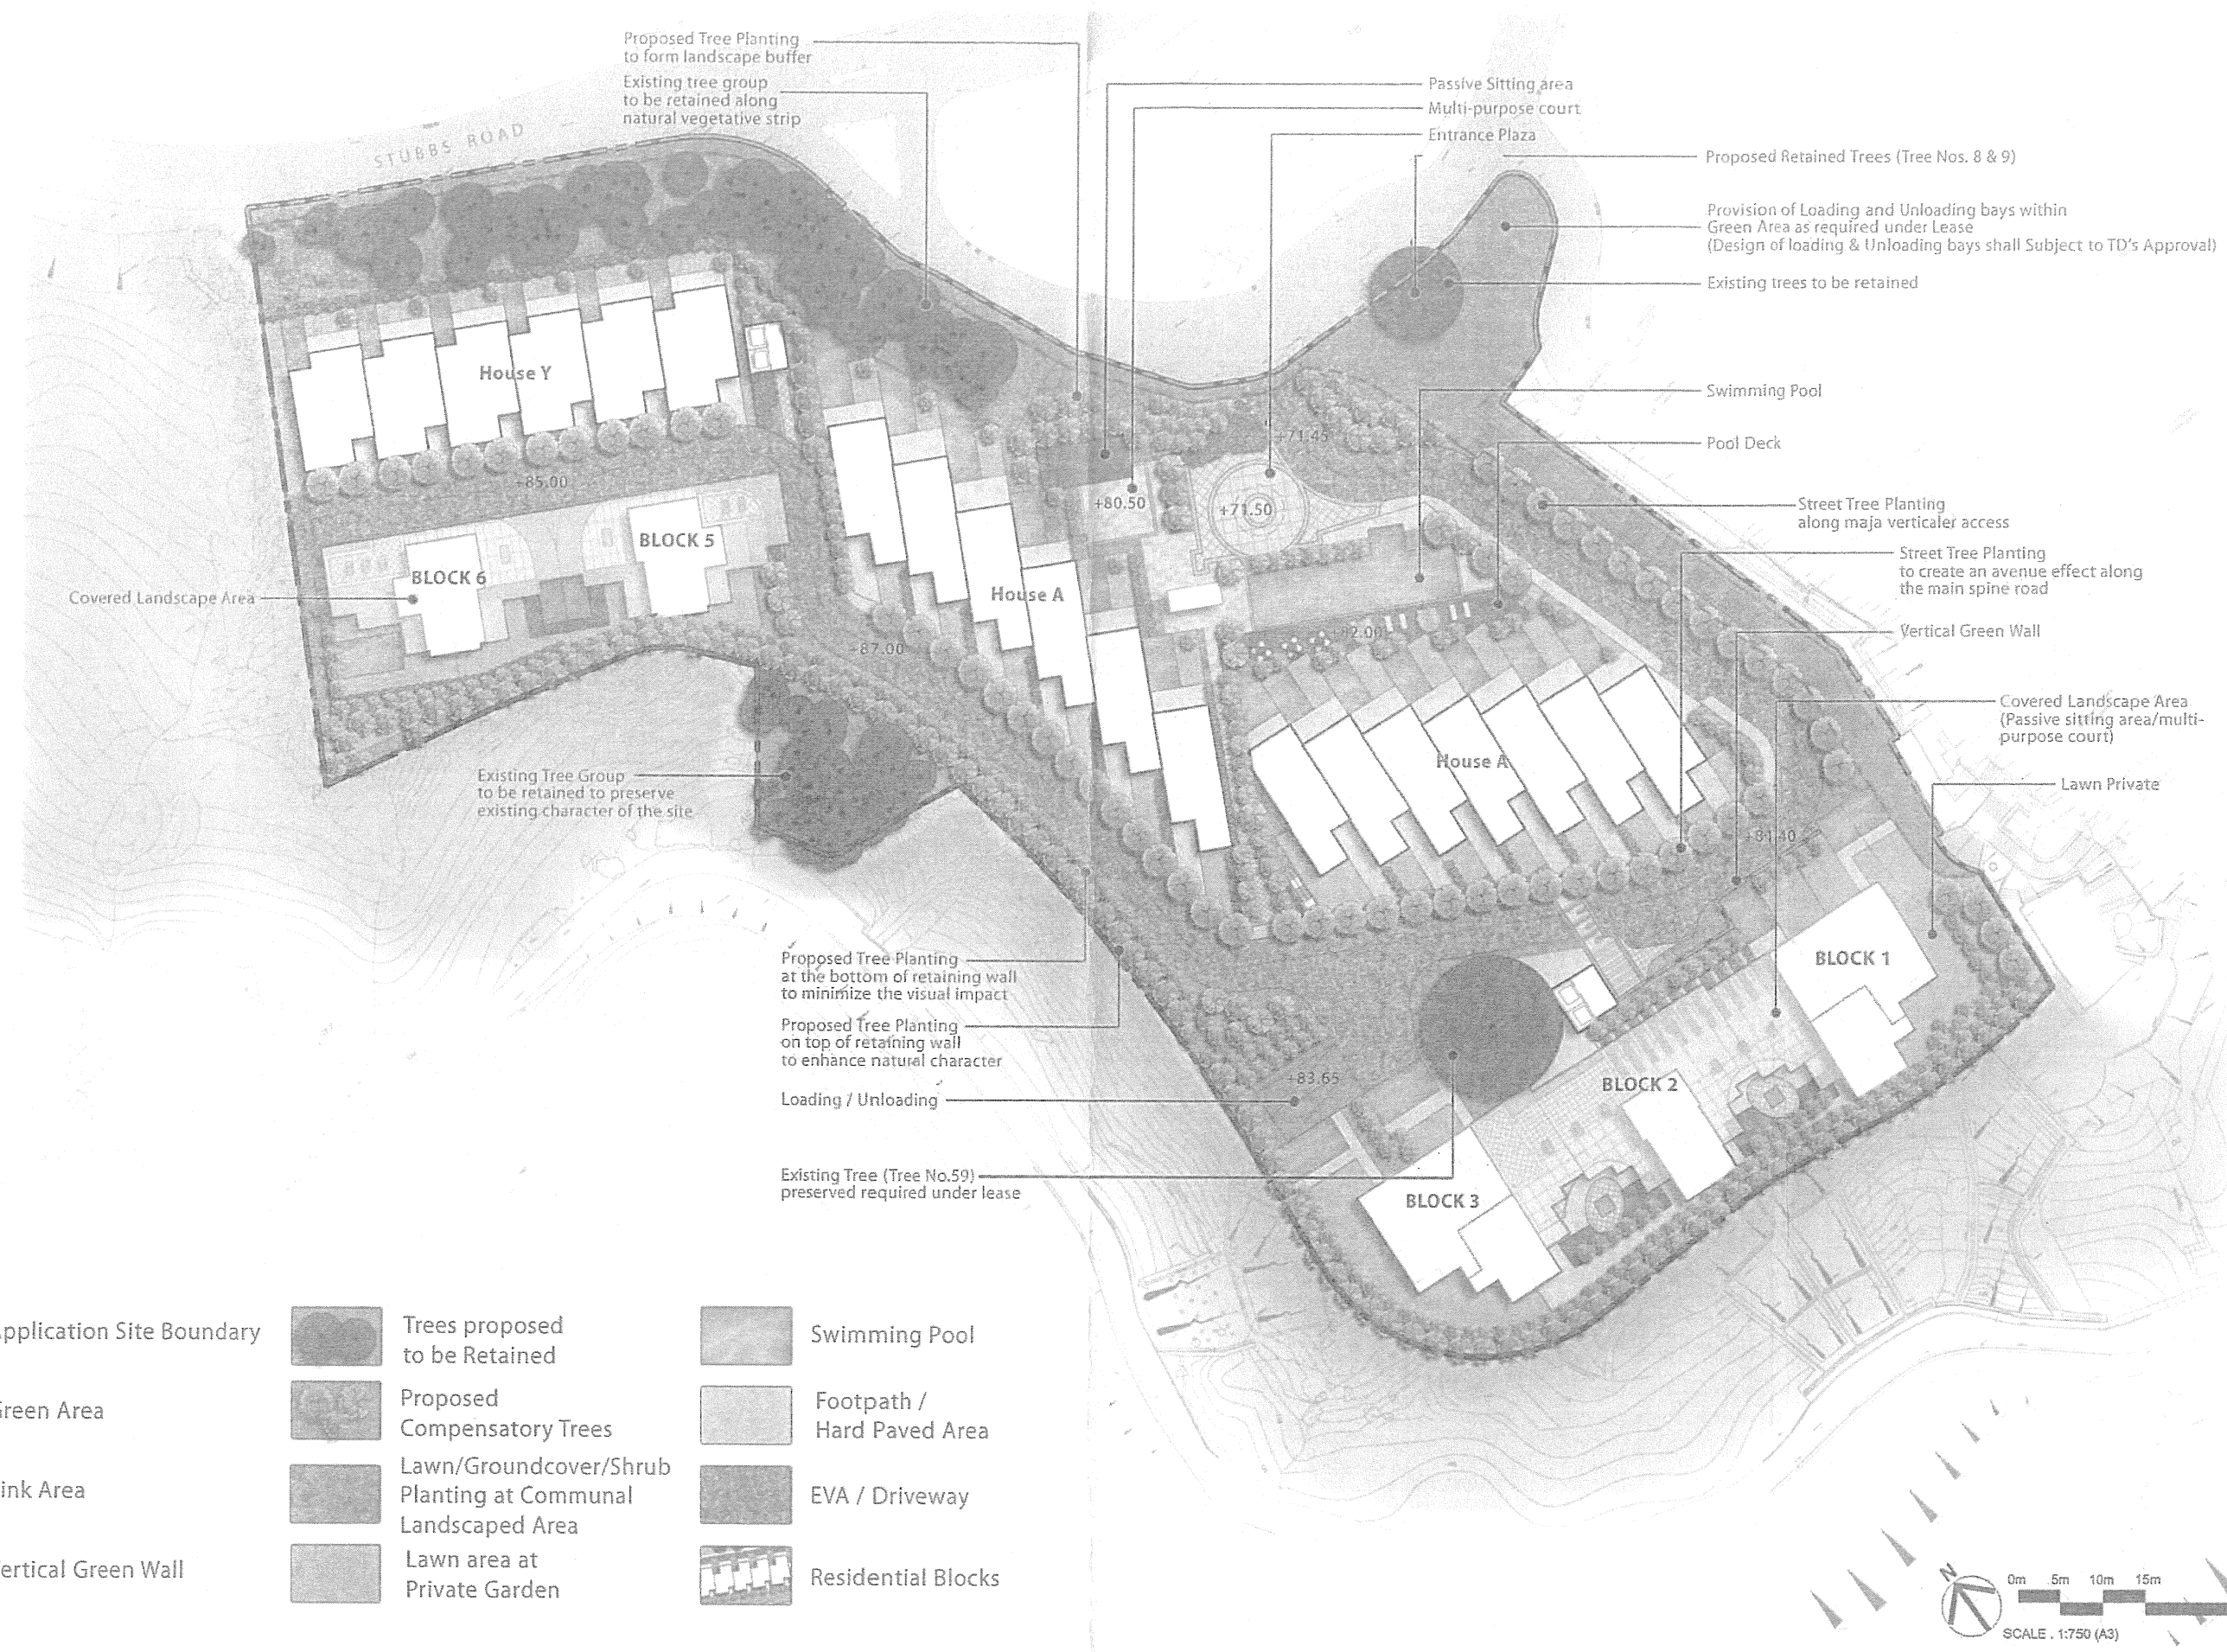 Proposed Tree Planting
to form landscape buffer
Existing tree group
to be retained along
natural vegetative strip
STUBBS ROAD
Passive Sitting area
Multi-purpose court
Entrance Plaza
Proposed Retained Trees (Tree Nos. 8 & 9)
Provision of Loading and Unloading bays within
Green Area as required under Lease
(Design of loading & Unloading bays shall Subject to TD's Approval)
Existing trees to be retained
Swimming Pool
Pool Deck
Street Tree Planting
along maja verticaler access
Street Tree Planting
to create an avenue effect along
the main spine road
Vertical Green Wall
Covered Landscape Area
(Passive sitting area/multi-
purpose court)
Lawn Private
House Y
+85.00
BLOCK 5
BLOCK 6
Covered Landscape Area
+87.00
House A
+80.50
+71.45
+71.50
+82.00
House A
+81.40
Existing Tree Group
to be retained to preserve
existing character of the site
Proposed Tree Planting
at the bottom of retaining wall
to minimize the visual impact
Proposed Tree Planting
on top of retaining wall
to enhance natural character
Loading / Unloading
+83.65
Existing Tree (Tree No.59)
preserved required under lease
BLOCK 1
BLOCK 2
BLOCK 3
pplication Site Boundary
reen Area
ink Area
ertical Green Wall
Trees proposed
to be Retained
Proposed
Compensatory Trees
Lawn/Groundcover/Shrub
Planting at Communal
Landscaped Area
Lawn area at
Private Garden
Swimming Pool
Footpath /
Hard Paved Area
EVA / Driveway
Residential Blocks
N
0m 5m 10m 15m
SCALE . 1:750 (A3)